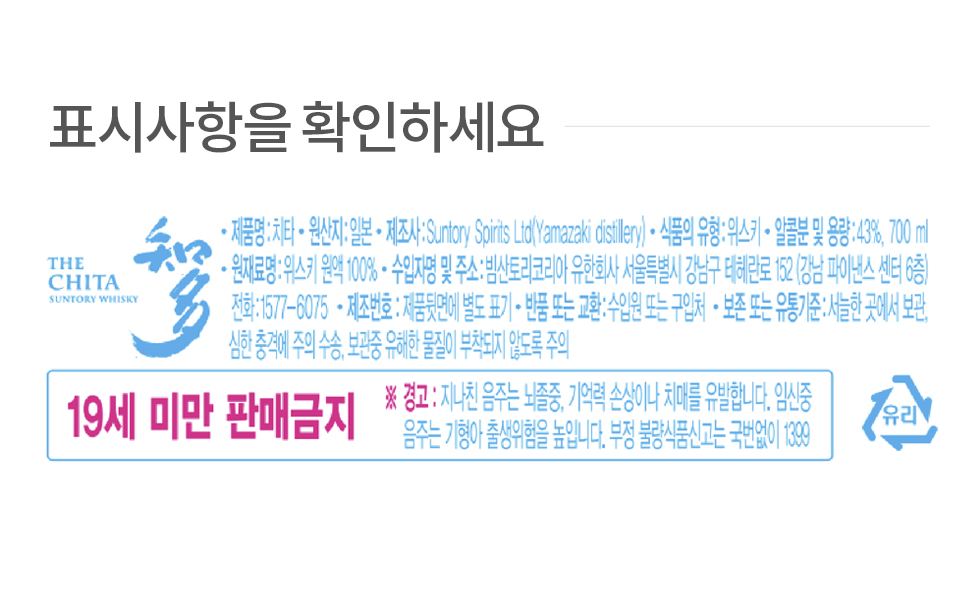 표시사항을 확인하세요
THE
CHITA
SUNTORY WHISKY
知多
• 제품명 : 치타 • 원산지 : 일본 • 제조사 : Suntory Spirits Ltd(Yamazaki distillery) • 식품의 유형 : 위스키 • 알콜분 및 용량 : 43%, 700 ml
• 원재료명 : 위스키 원액 100% • 수입자명 및 주소 : 빔산토리코리아 유한회사 서울특별시 강남구 테헤란로 152 (강남 파이낸스 센터 6층)
전화 : 1577-6075 • 제조번호 : 제품뒷면에 별도 표기 • 반품 또는 교환 : 수입원 또는 구입처 • 보존 또는 유통기준 : 서늘한 곳에서 보관,
심한 충격에 주의 수송, 보관중 유해한 물질이 부착되지 않도록 주의
19세 미만 판매금지
※ 경고 : 지나친 음주는 뇌졸중, 기억력 손상이나 치매를 유발합니다. 임신중
음주는 기형아 출생위험을 높입니다. 부정 불량식품신고는 국번없이 1399
유리